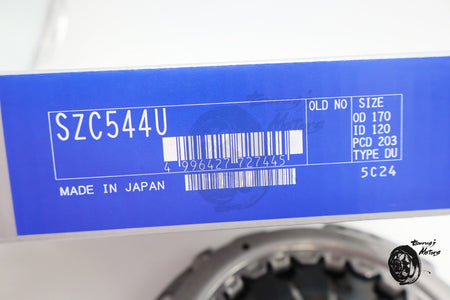 SZC544U
4 996427 727445
MADE IN JAPAN
OLD NO
SIZE
OD 170
ID 120
PCD 203
TYPE DU
5C24
Motors